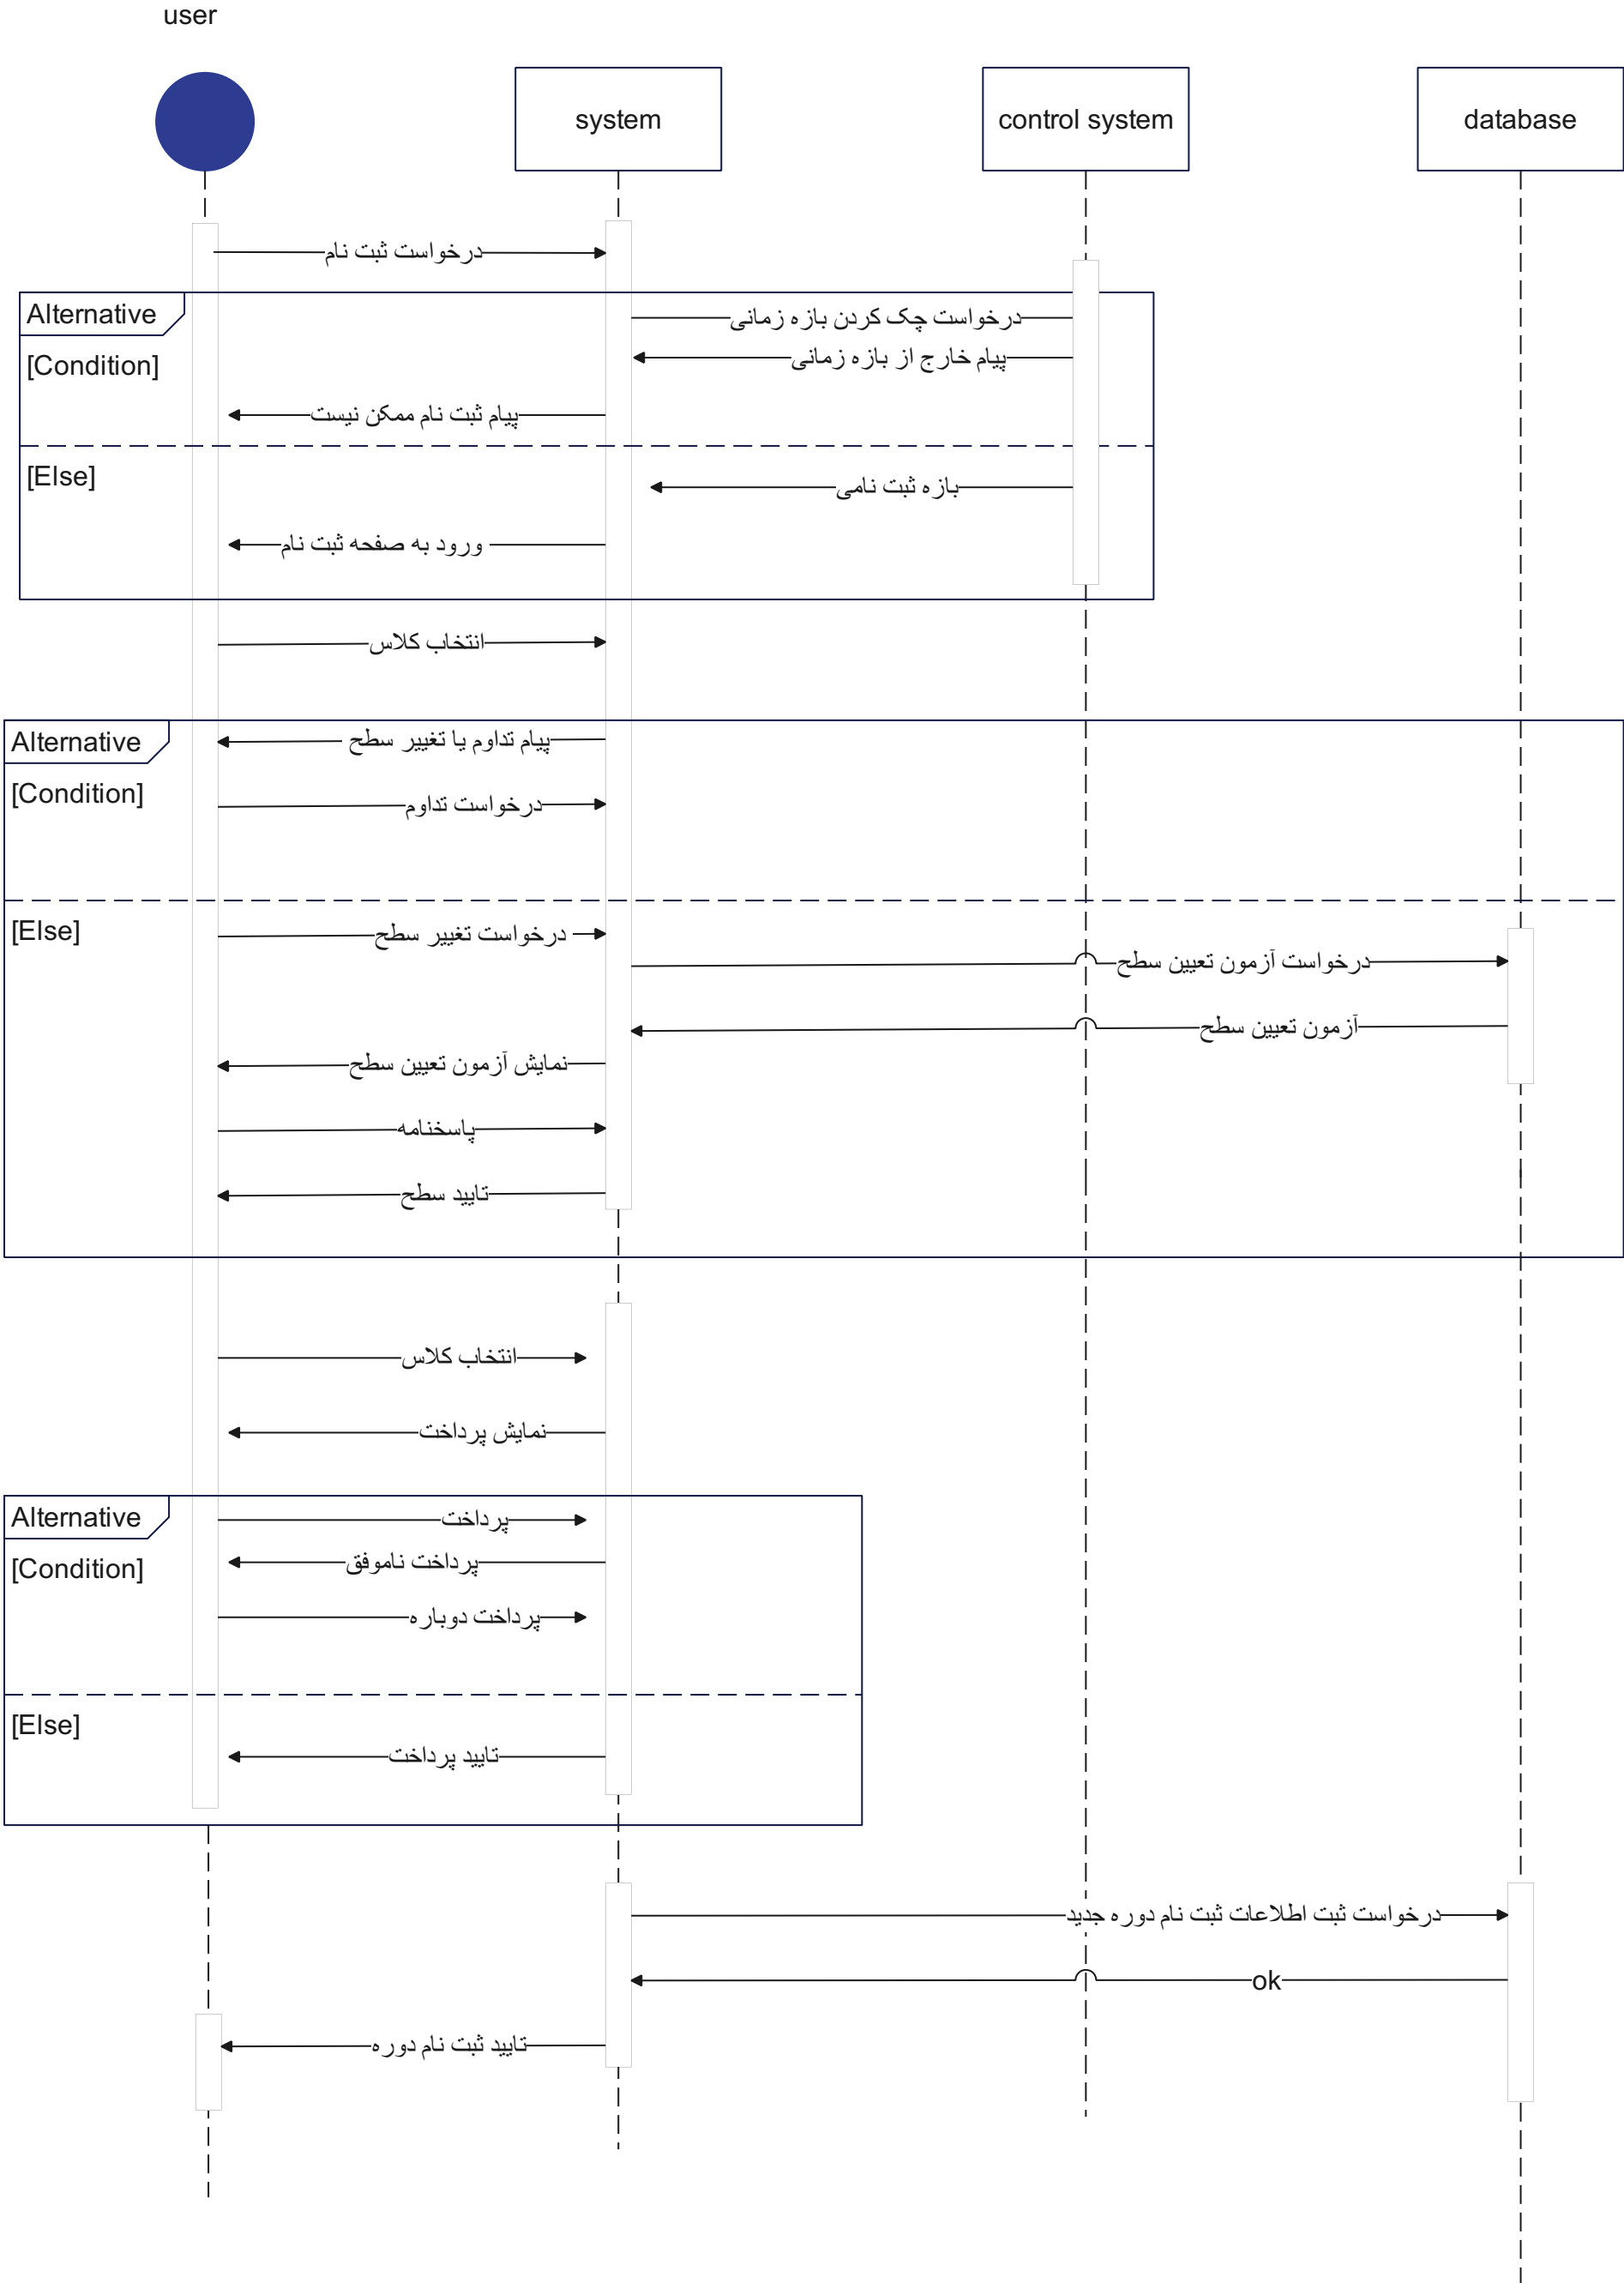 user
system
control system
database
درخواست ثبت نام
Alternative
درخواست چک کردن بازه زمانی
[Condition]
پیام خارج از بازه زمانی
پیام ثبت نام ممکن نیست
[Else]
بازه ثبت نامی
ورود به صفحه ثبت نام
انتخاب کلاس
Alternative
پیام تداوم یا تغییر سطح
[Condition]
درخواست تداوم
[Else]
درخواست تغییر سطح
درخواست آزمون تعیین سطح
آزمون تعیین سطح
نمایش آزمون تعیین سطح
پاسخنامه
تایید سطح
انتخاب کلاس
نمایش پرداخت
Alternative
پرداخت
[Condition]
پرداخت ناموفق
پرداخت دوباره
[Else]
تایید پرداخت
درخواست ثبت اطلاعات ثبت نام دوره جدید
ok
تایید ثبت نام دوره